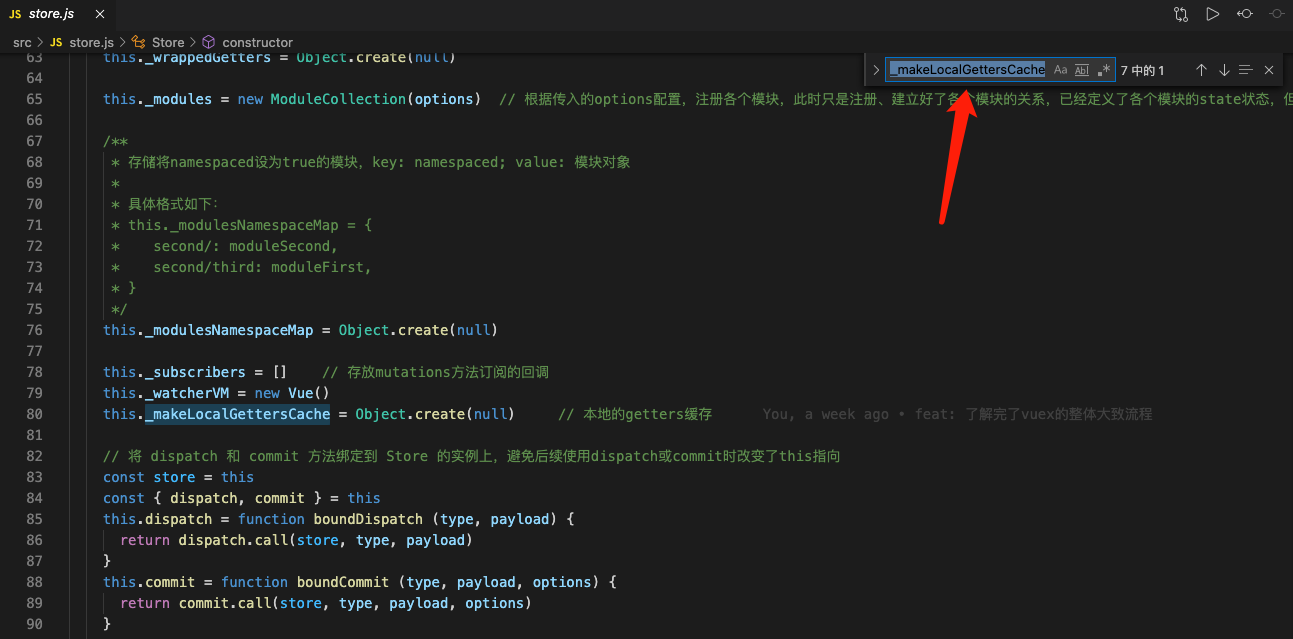 JS store.js
src > JS store.js > Store > constructor
_makeLocalGettersCache Aa Abl .* 7 中的 1
63 this._wrappedGetters = Object.create(null)
64
65 this._modules = new ModuleCollection(options) // 根据传入的options配置，注册各个模块，此时只是注册、建立好了各个模块的关系，已经定义了各个模块的state状态，但
66
67 /**
68 * 存储将namespaced设为true的模块，key: namespaced; value: 模块对象
69 *
70 * 具体格式如下：
71 * this._modulesNamespaceMap = {
72 * second/: moduleSecond,
73 * second/third: moduleFirst,
74 * }
75 */
76 this._modulesNamespaceMap = Object.create(null)
77
78 this._subscribers = [] // 存放mutations方法订阅的回调
79 this._watcherVM = new Vue()
80 this._makeLocalGettersCache = Object.create(null) // 本地的getters缓存 You, a week ago • feat: 了解完了vuex的整体大致流程
81
82 // 将 dispatch 和 commit 方法绑定到 Store 的实例上，避免后续使用dispatch或commit时改变了this指向
83 const store = this
84 const { dispatch, commit } = this
85 this.dispatch = function boundDispatch (type, payload) {
86 return dispatch.call(store, type, payload)
87 }
88 this.commit = function boundCommit (type, payload, options) {
89 return commit.call(store, type, payload, options)
90 }